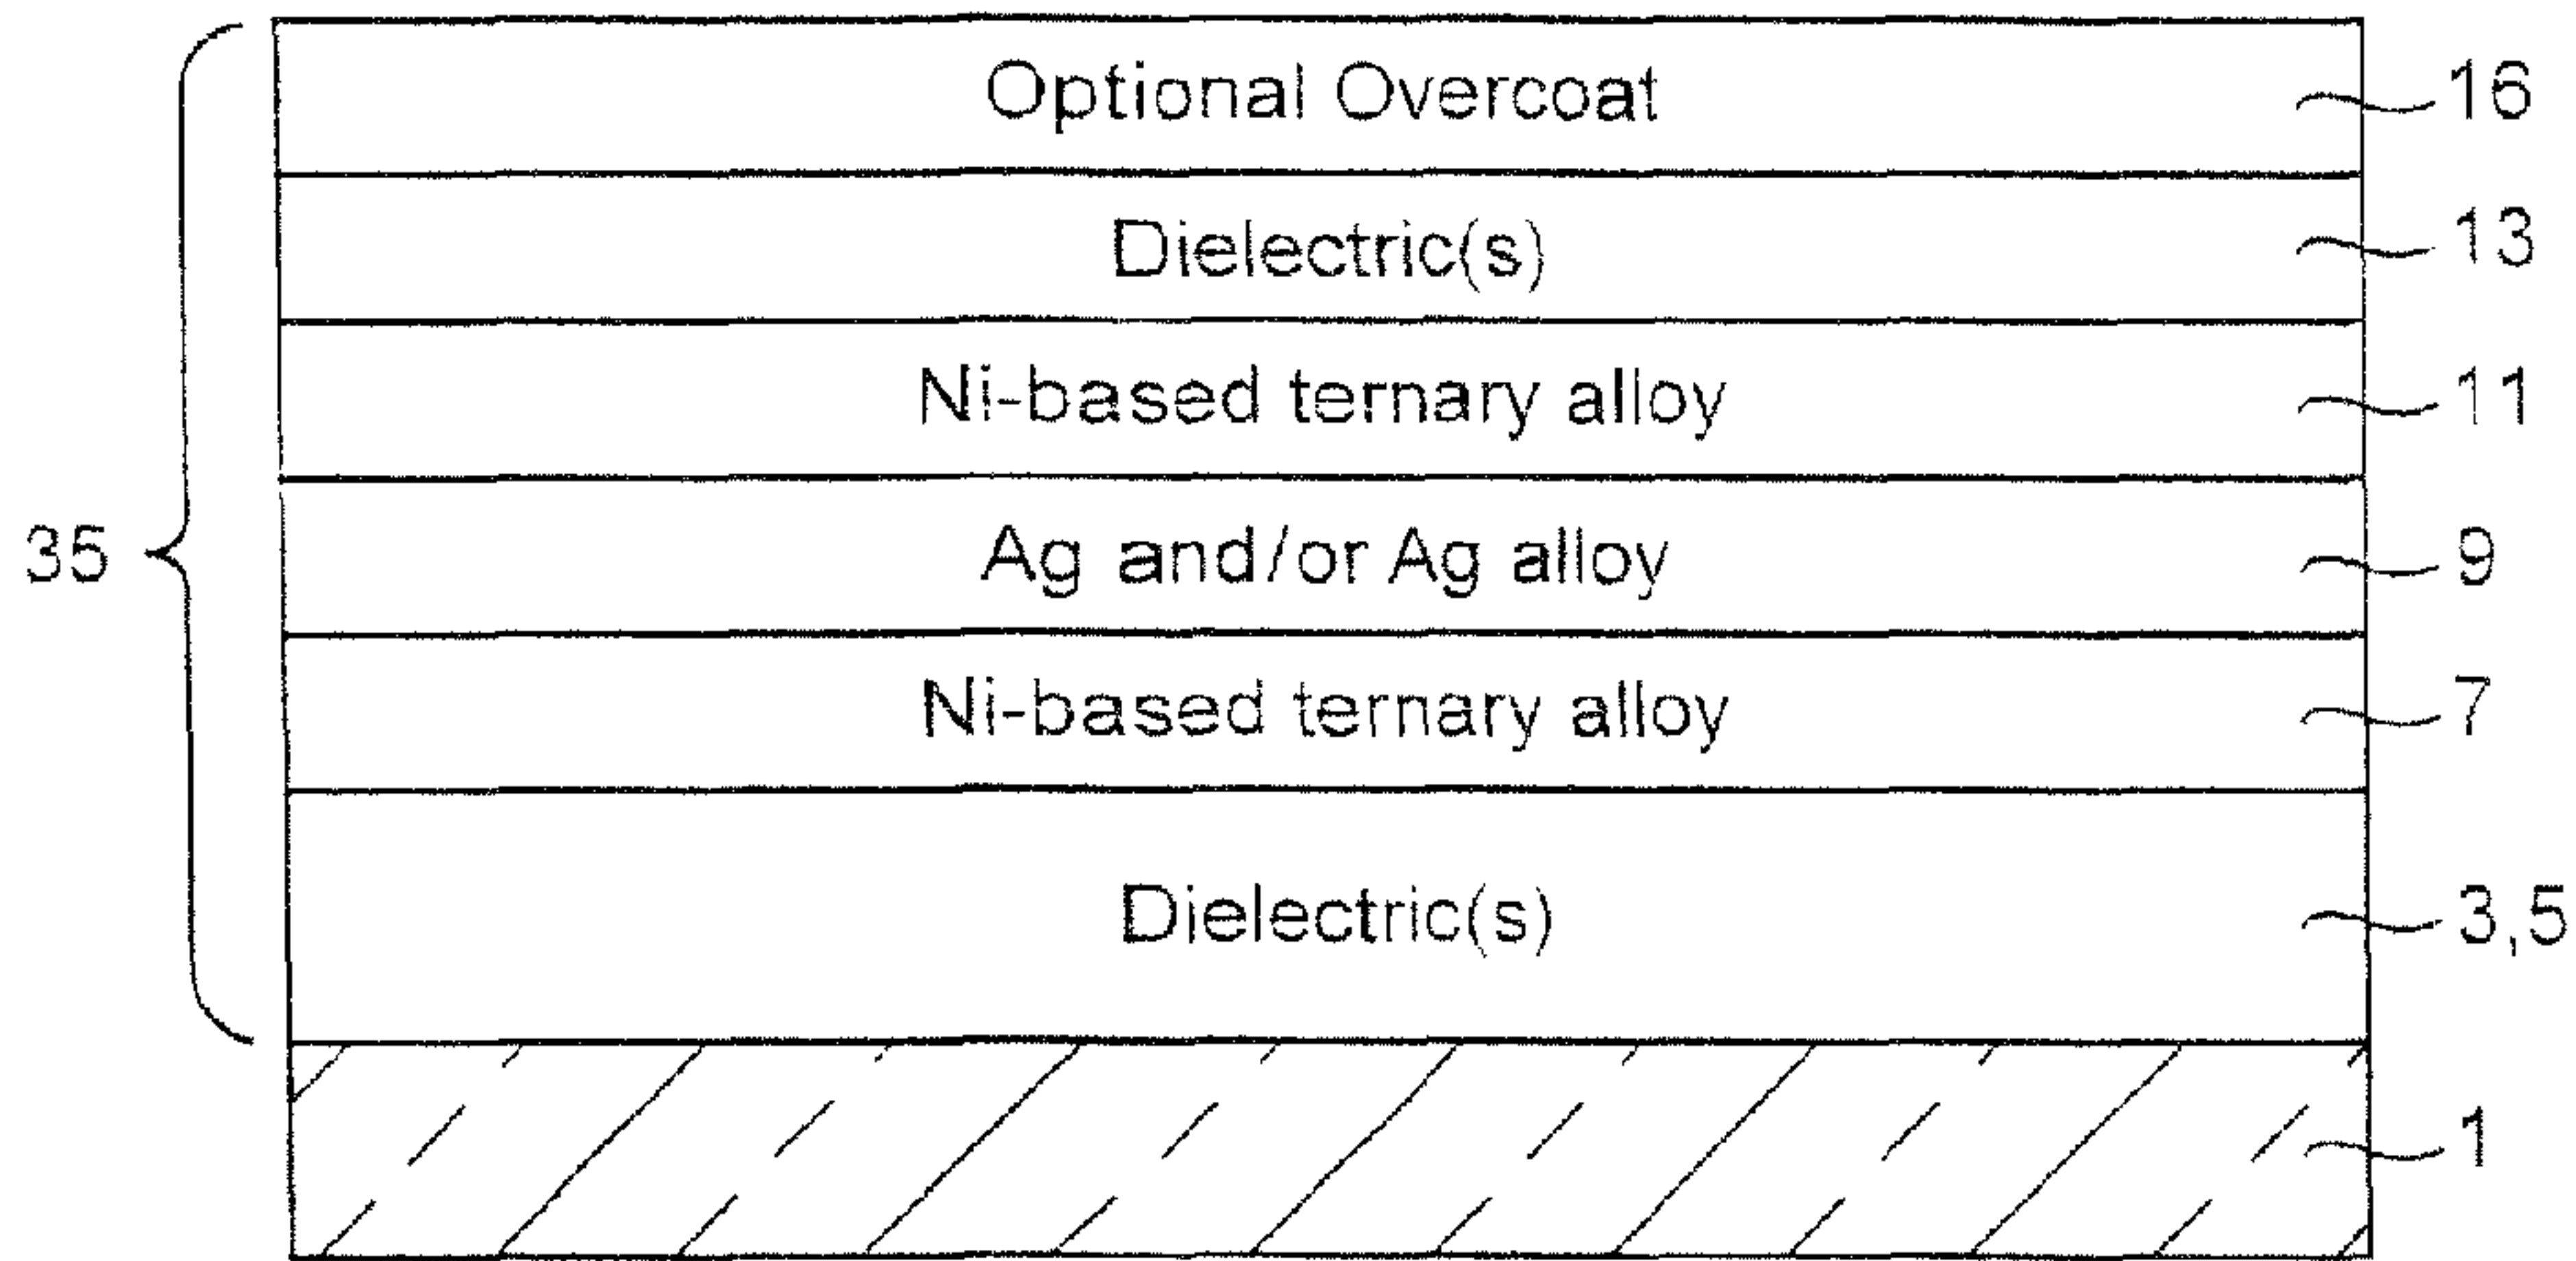 Optional Overcoat 16
Dielectric(s) 13
Ni-based ternary alloy 11
35 Ag and/or Ag alloy 9
Ni-based ternary alloy 7
Dielectric(s) 3,5
1